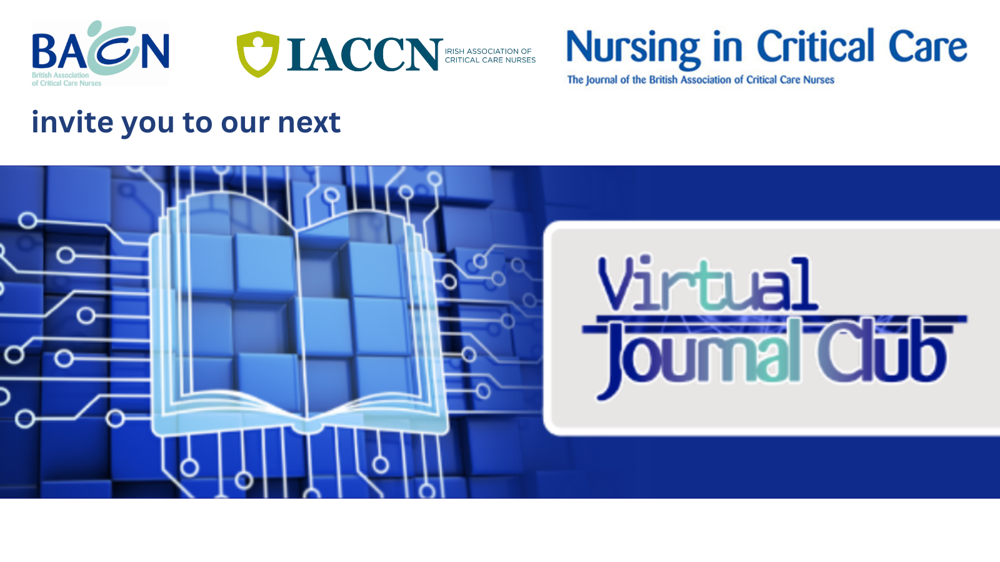 BACCN
British Association
of Critical Care Nurses
IACCN
IRISH ASSOCIATION OF
CRITICAL CARE NURSES
Nursing in Critical Care
The Journal of the British Association of Critical Care Nurses
invite you to our next
Virtual
Journal Club